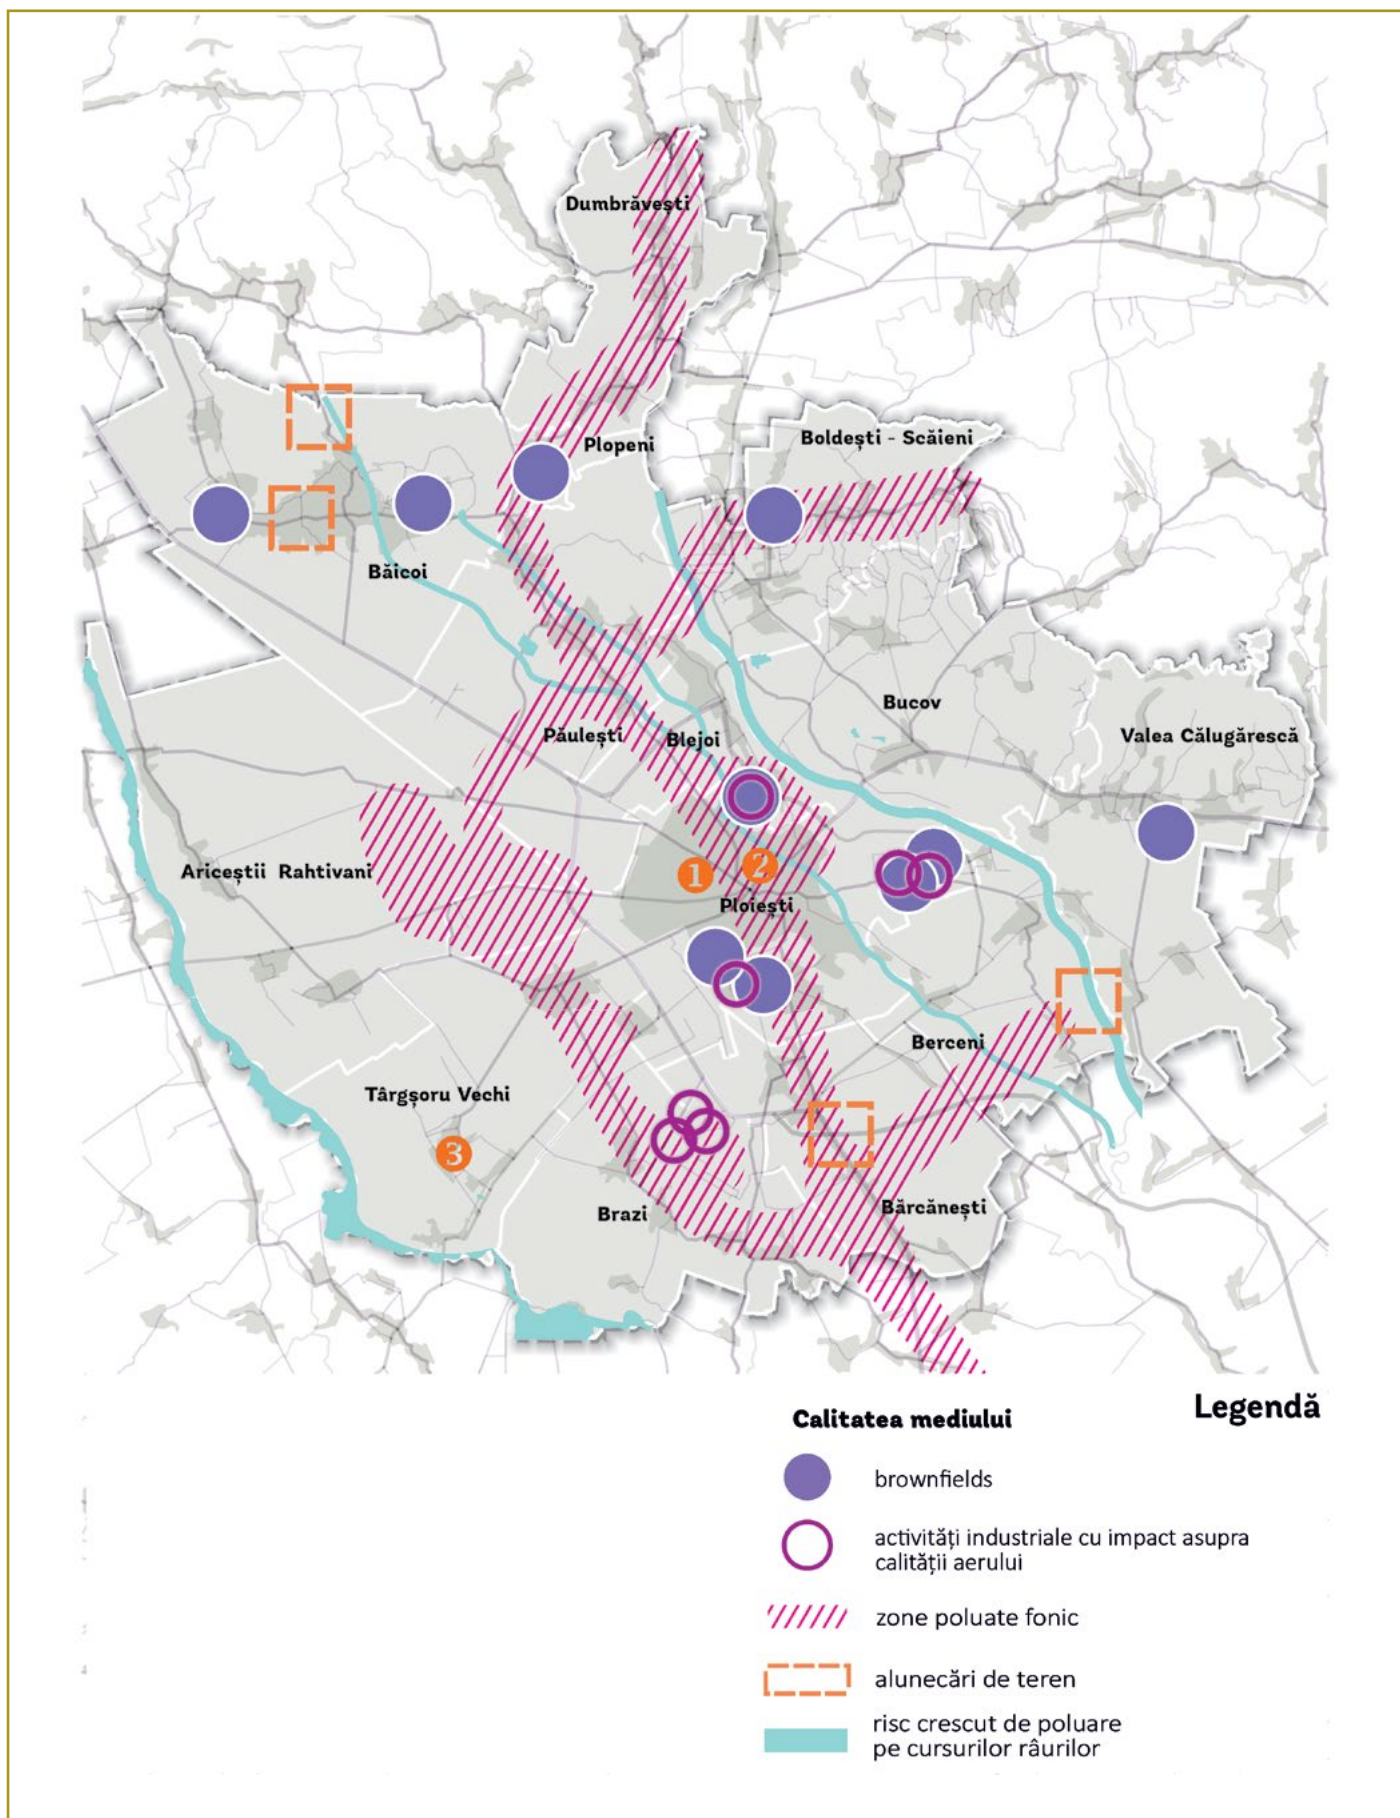 Dumbrăvești
Plopeni
Boldești - Scăieni
Băicoi
Bucov
Păulești
Blejoi
Valea Călugărescă
Ariceștii Rahtivani
1
2
Ploiești
Berceni
Târgșoru Vechi
3
Brazi
Bărcănești
Legendă
Calitatea mediului
brownfields
activități industriale cu impact asupra
calității aerului
zone poluate fonic
alunecări de teren
risc crescut de poluare
pe cursurilor râurilor